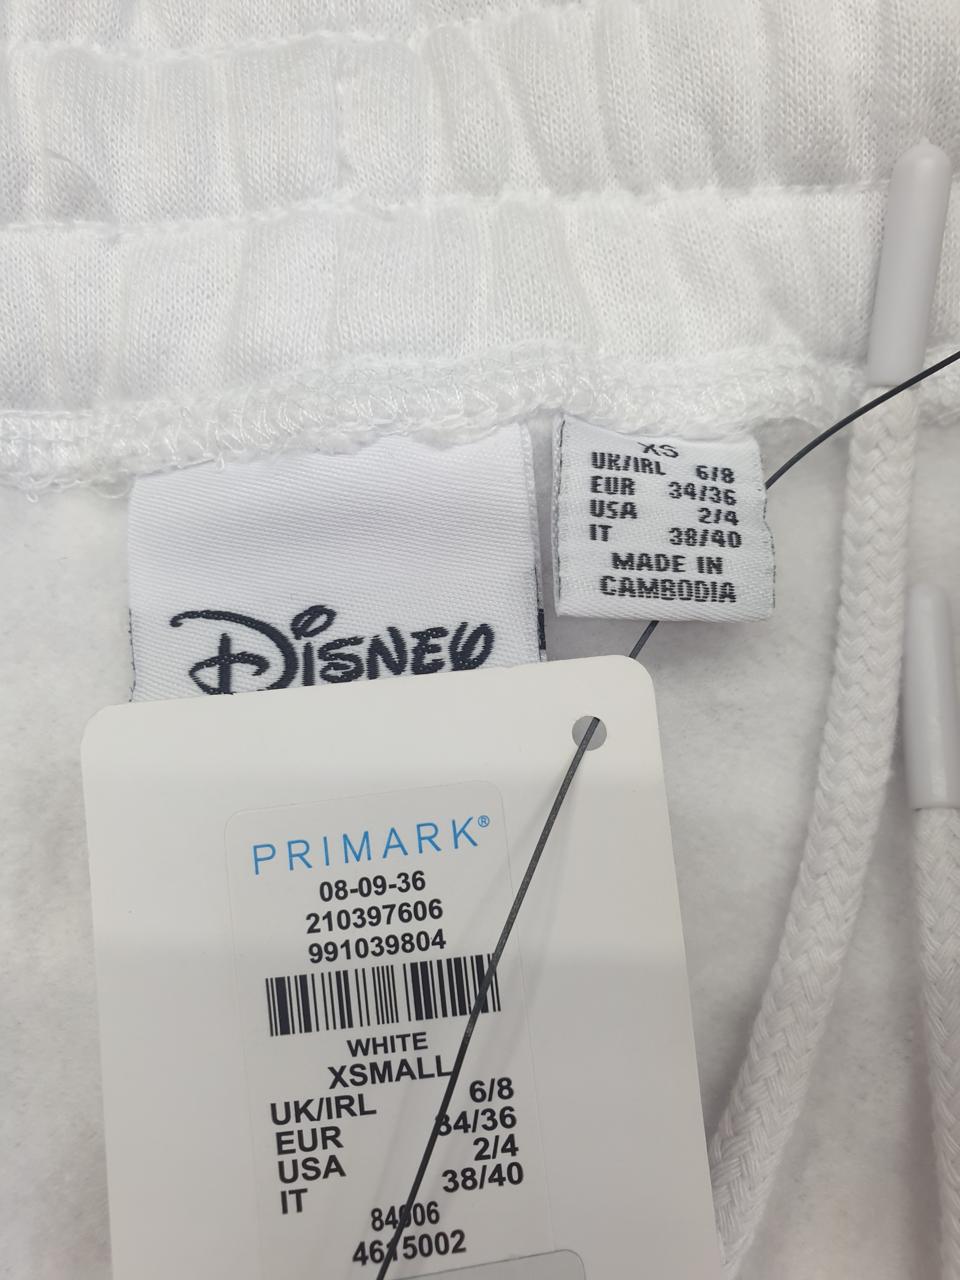 XS
UK/IRL 6/8
EUR 34/36
USA 2/4
IT 38/40
MADE IN
CAMBODIA
DISNEY
PRIMARK®
08-09-36
210397606
991039804
WHITE
XSMALL
UK/IRL 6/8
EUR 34/36
USA 2/4
IT 38/40